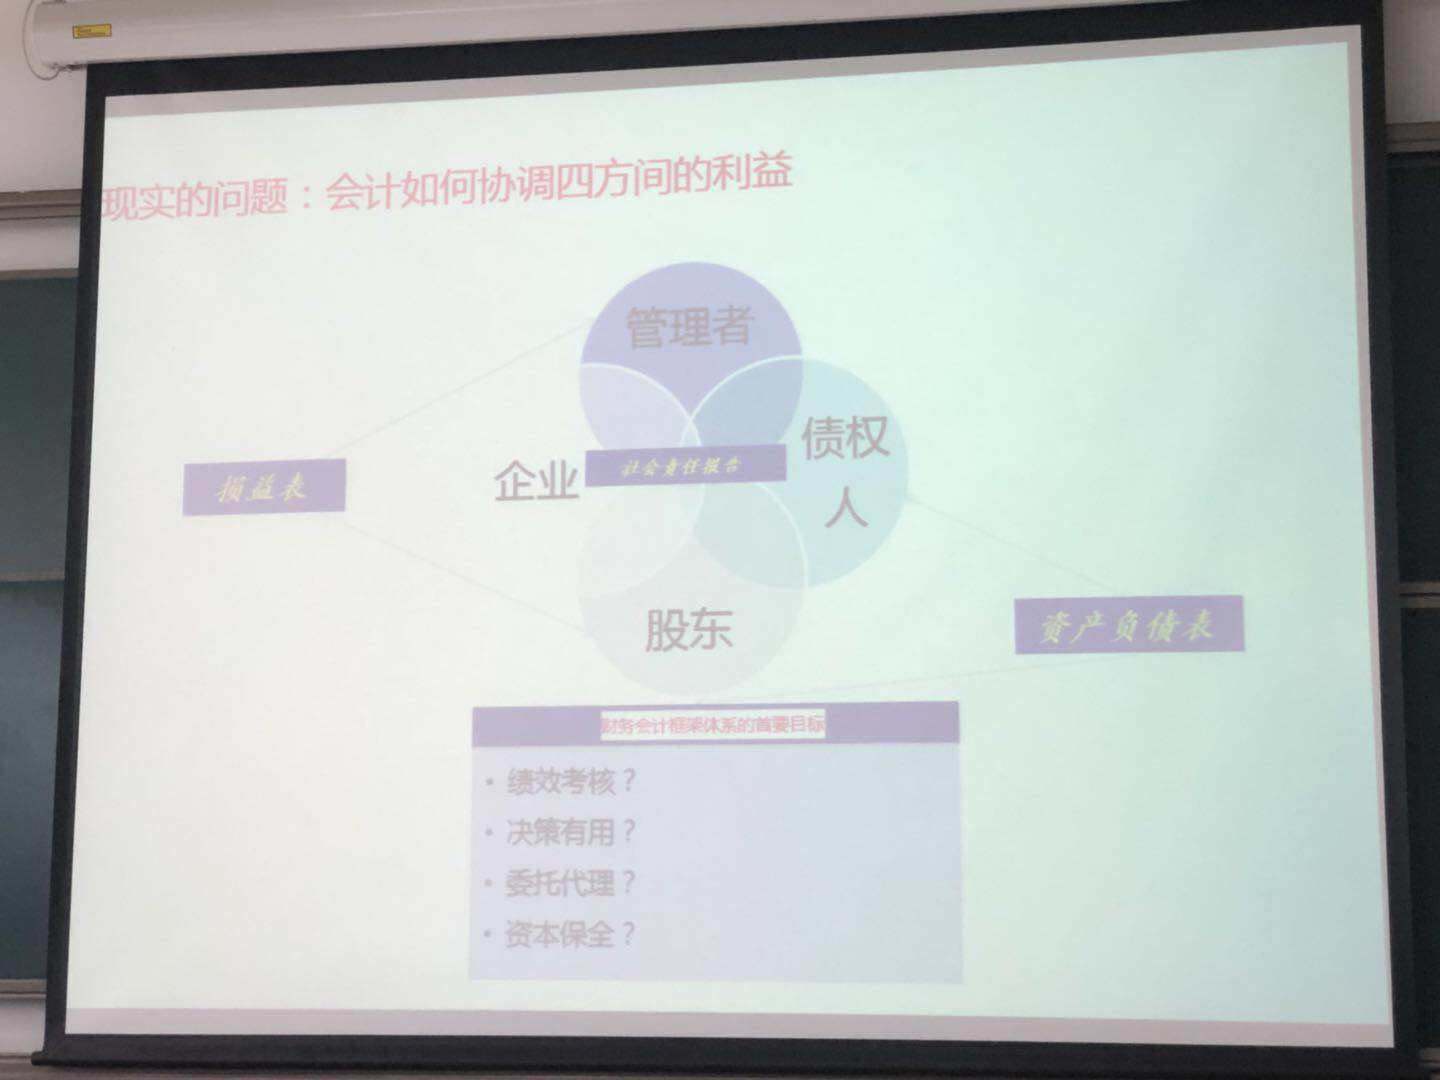 现实的问题：会计如何协调四方间的利益
管理者
债权
人
企业
社会责任报告
损益表
股东
资产负债表
财务会计框架体系的首要目标
• 绩效考核？
• 决策有用？
• 委托代理？
• 资本保全？